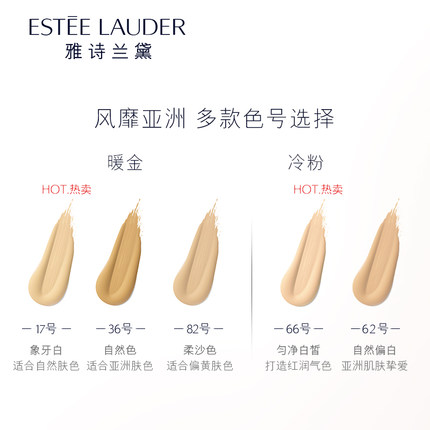 ESTĒE LAUDER
雅诗兰黛
风靡亚洲 多款色号选择
暖金
冷粉
HOT.热卖
HOT.热卖
17号
36号
82号
66号
62号
象牙白
自然色
柔沙色
匀净白皙
自然偏白
适合自然肤色
适合亚洲肤色
适合偏黄肤色
打造红润气色
亚洲肌肤挚爱